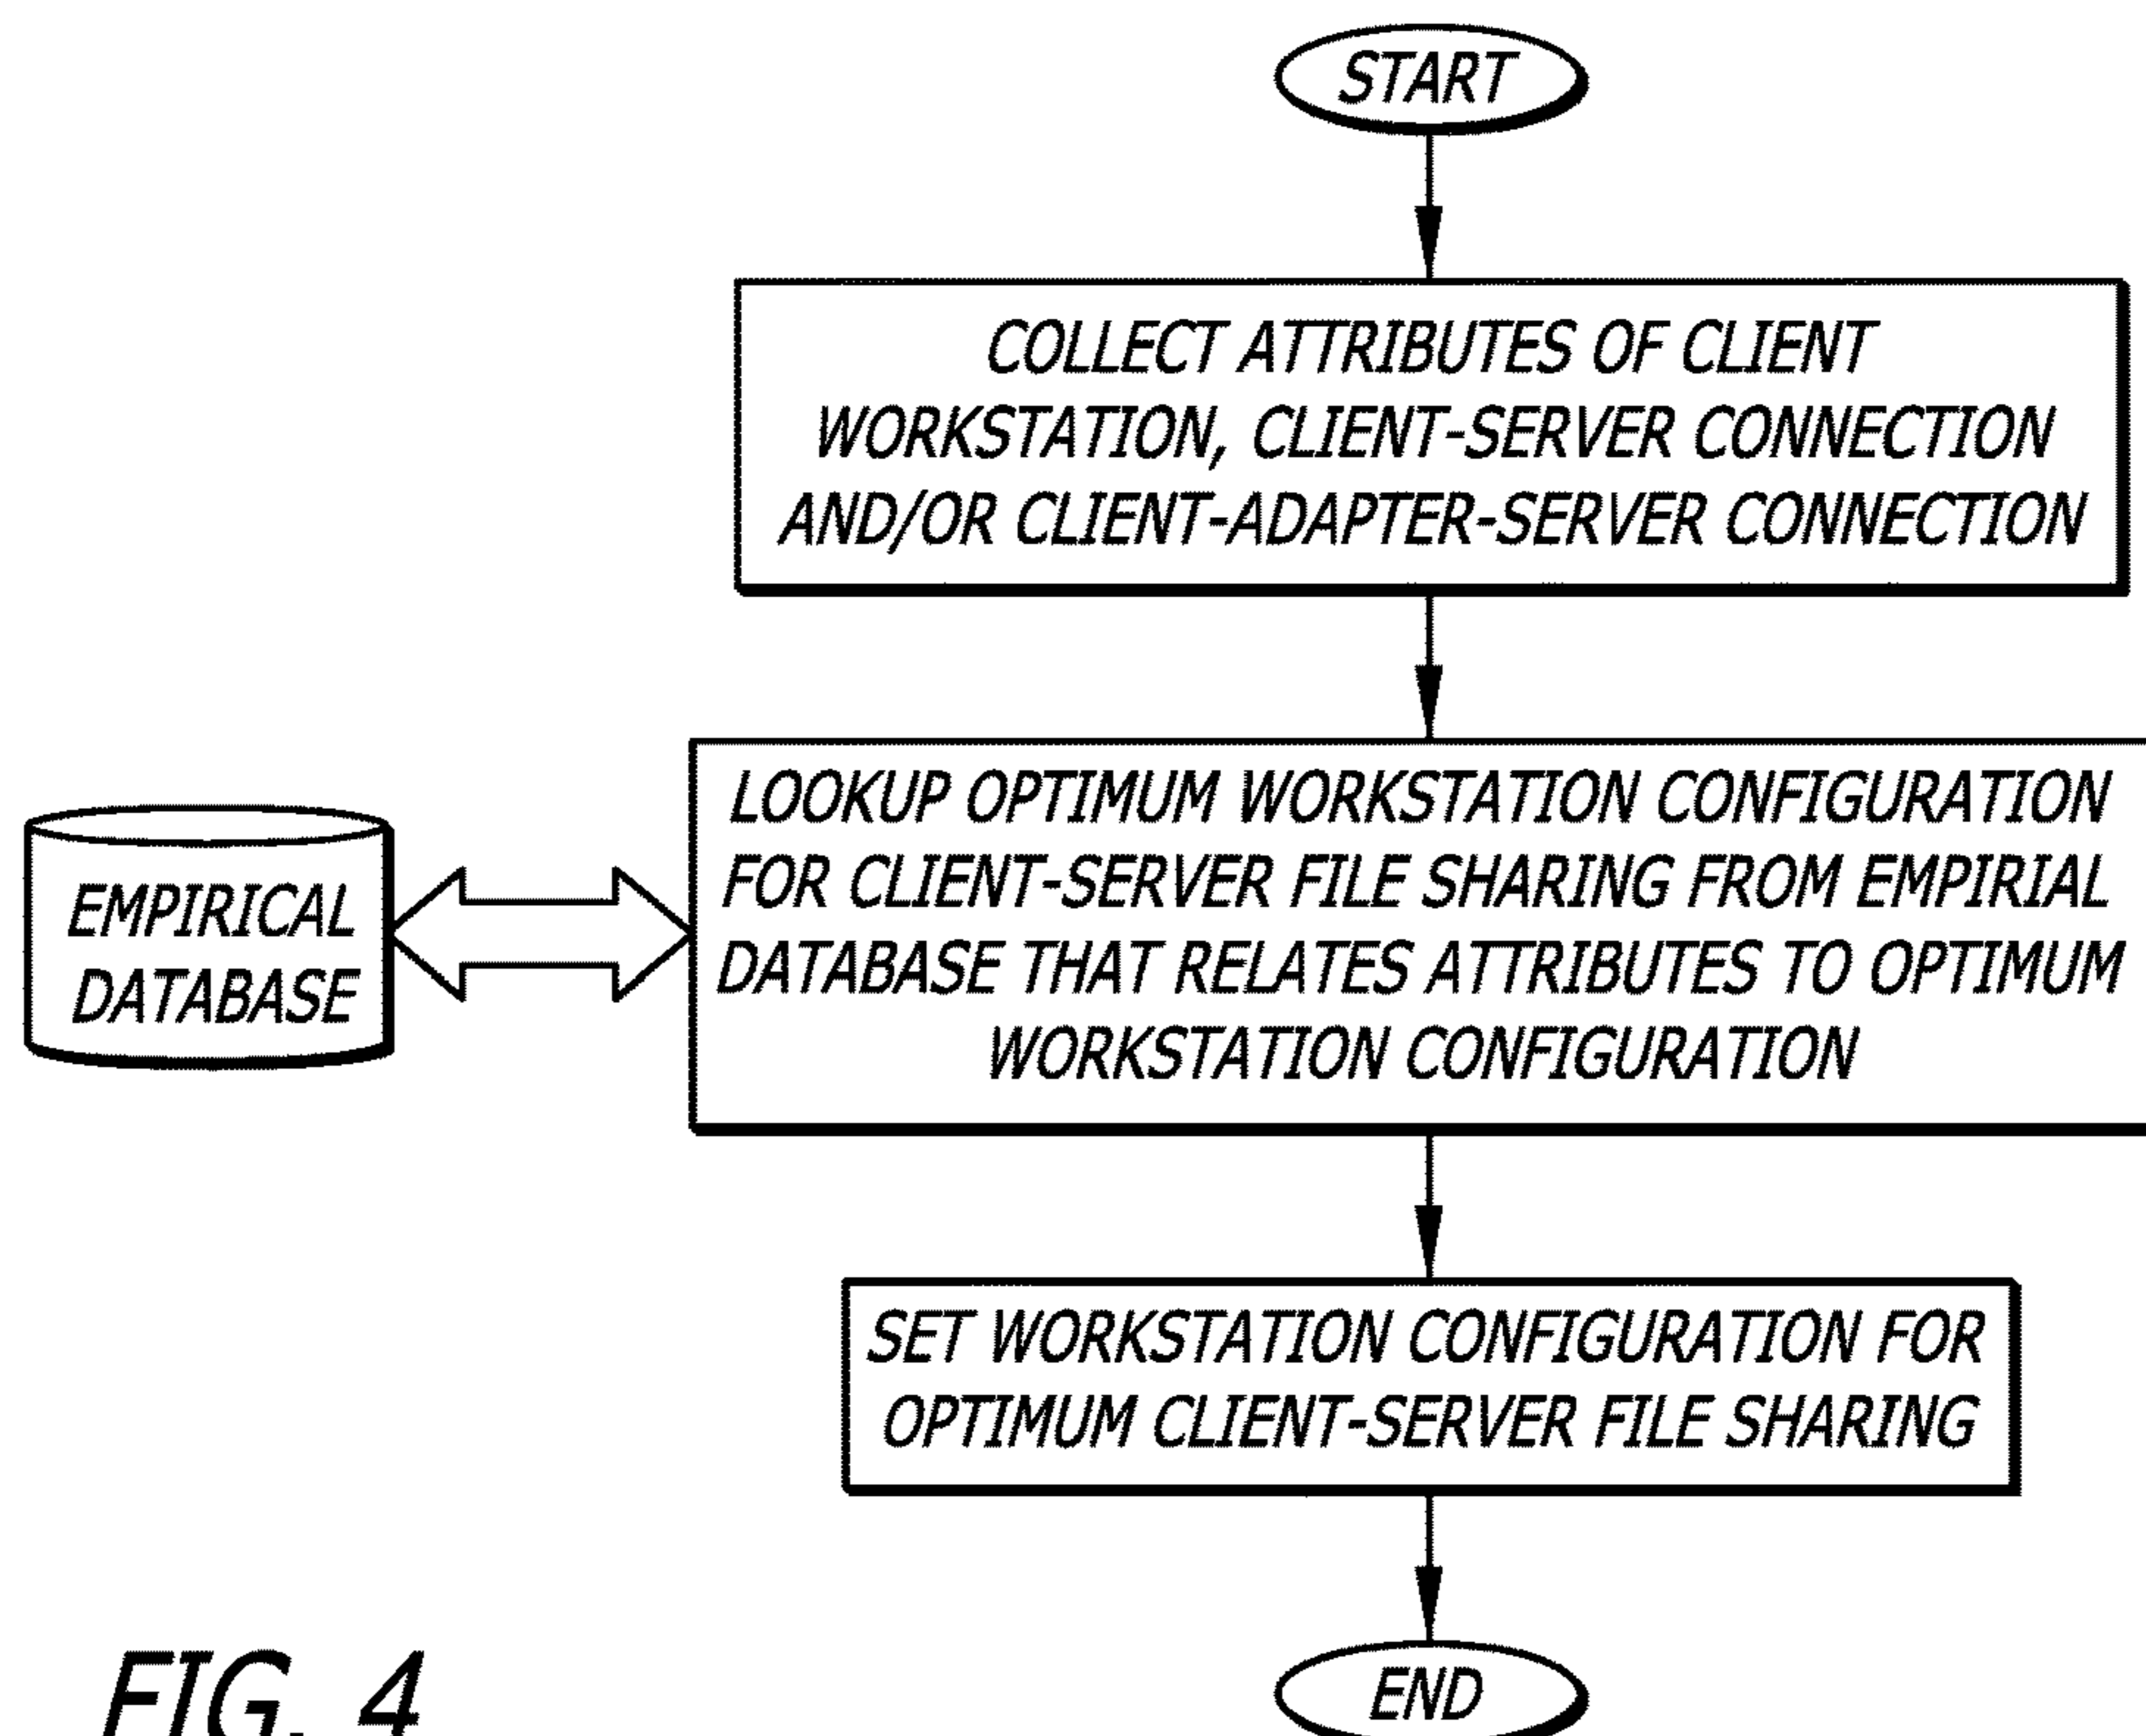 START
COLLECT ATTRIBUTES OF CLIENT
WORKSTATION, CLIENT-SERVER CONNECTION
AND/OR CLIENT-ADAPTER-SERVER CONNECTION
LOOKUP OPTIMUM WORKSTATION CONFIGURATION
FOR CLIENT-SERVER FILE SHARING FROM EMPIRIAL
DATABASE THAT RELATES ATTRIBUTES TO OPTIMUM
WORKSTATION CONFIGURATION
EMPIRICAL
DATABASE
SET WORKSTATION CONFIGURATION FOR
OPTIMUM CLIENT-SERVER FILE SHARING
END
FIG. 4